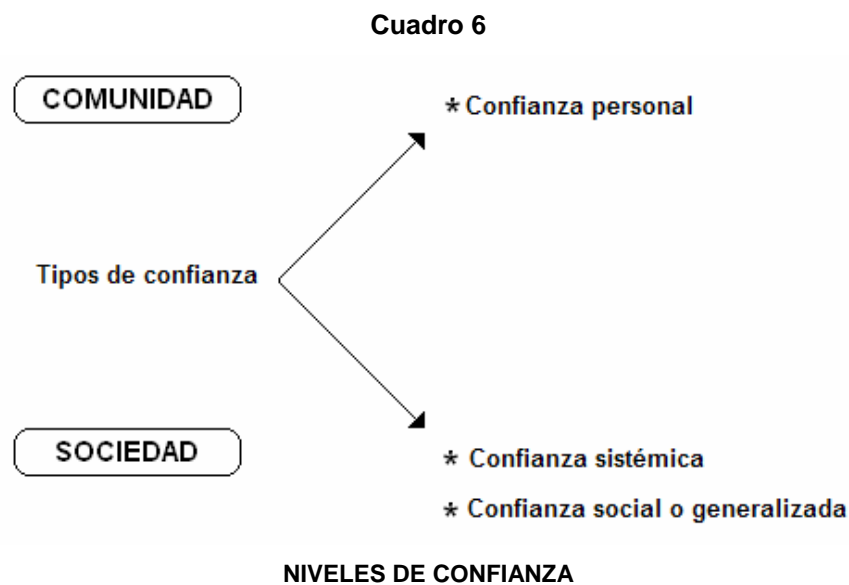 Cuadro 6
COMUNIDAD
* Confianza personal
Tipos de confianza
SOCIEDAD
* Confianza sistémica
* Confianza social o generalizada
NIVELES DE CONFIANZA